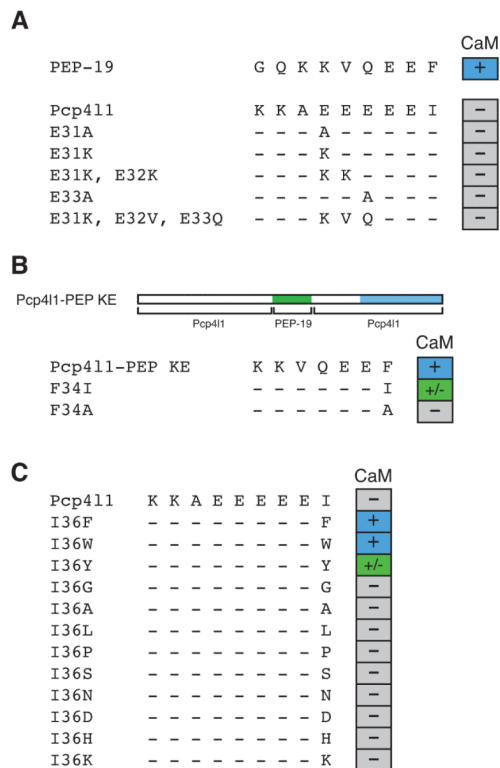 A
CaM
PEP-19 G Q K K V Q E E F +
Pcp4l1 K K A E E E E E I -
E31A - - - A - - - - - -
E31K - - - K - - - - - -
E31K, E32K - - - K K - - - - -
E33A - - - - - A - - - -
E31K, E32V, E33Q - - - K V Q - - - -
B
Pcp4l1-PEP KE
Pcp4l1 PEP-19 Pcp4l1
CaM
Pcp4l1-PEP KE K K V Q E E F +
F34I - - - - - - I +/-
F34A - - - - - - A -
C
CaM
Pcp4l1 K K A E E E E E I -
I36F - - - - - - - - F +
I36W - - - - - - - - W +
I36Y - - - - - - - - Y +/-
I36G - - - - - - - - G -
I36A - - - - - - - - A -
I36L - - - - - - - - L -
I36P - - - - - - - - P -
I36S - - - - - - - - S -
I36N - - - - - - - - N -
I36D - - - - - - - - D -
I36H - - - - - - - - H -
I36K - - - - - - - - K -